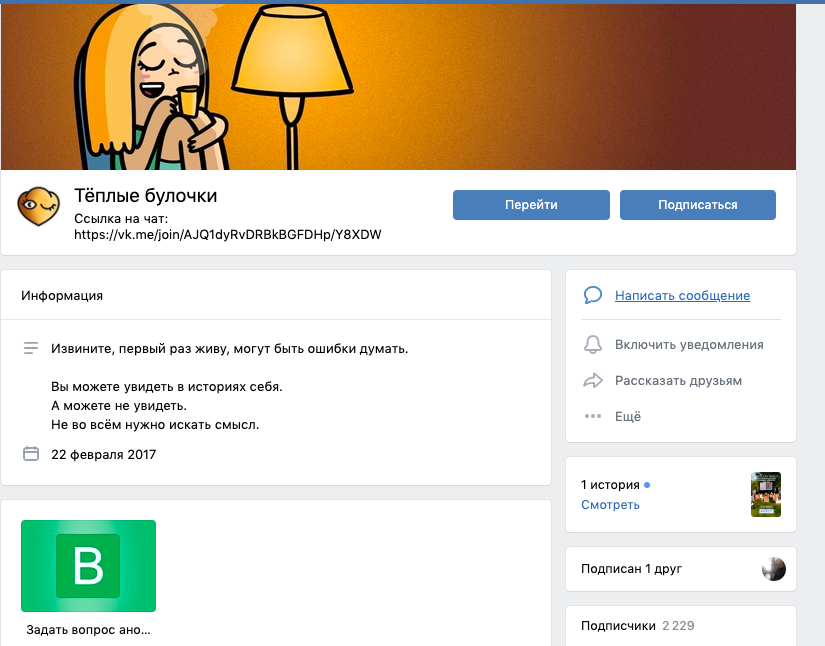 Тёплые булочки
Ссылка на чат:
https://vk.me/join/AJQ1dyRvDRBkBGFDHp/Y8XDW
Перейти
Подписаться
Информация
Извините, первый раз живу, могут быть ошибки думать.
Вы можете увидеть в историях себя.
А можете не увидеть.
Не во всём нужно искать смысл.
22 февраля 2017
В
Задать вопрос ано...
Написать сообщение
Включить уведомления
Рассказать друзьям
Ещё
1 история
Смотреть
Подписан 1 друг
Подписчики 2 229